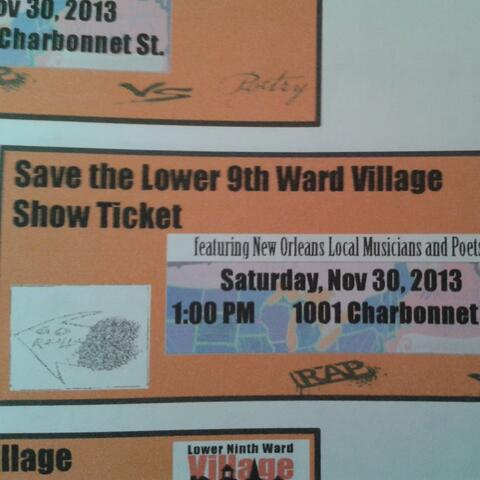 ov 30, 2013
Charbonnet St.
VS Poetry
Save the Lower 9th Ward Village
Show Ticket
featuring New Orleans Local Musicians and Poets
Saturday, Nov 30, 2013
1:00 PM 1001 Charbonnet
RAP
llage
Lower Ninth Ward
Village